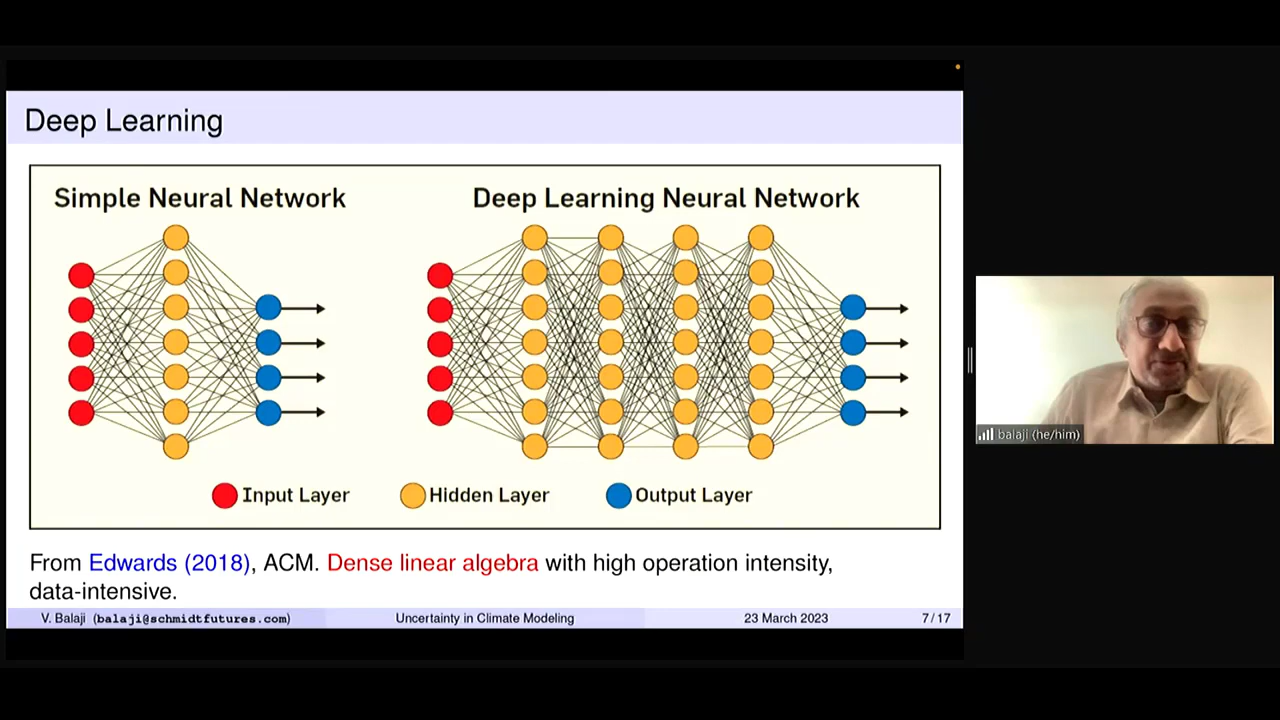 Deep Learning
Simple Neural Network
Deep Learning Neural Network
Input Layer
Hidden Layer
Output Layer
From Edwards (2018), ACM. Dense linear algebra with high operation intensity,
data-intensive.
V. Balaji (balaji@schmidtfutures.com)
Uncertainty in Climate Modeling
23 March 2023
7 / 17
balaji (he/him)